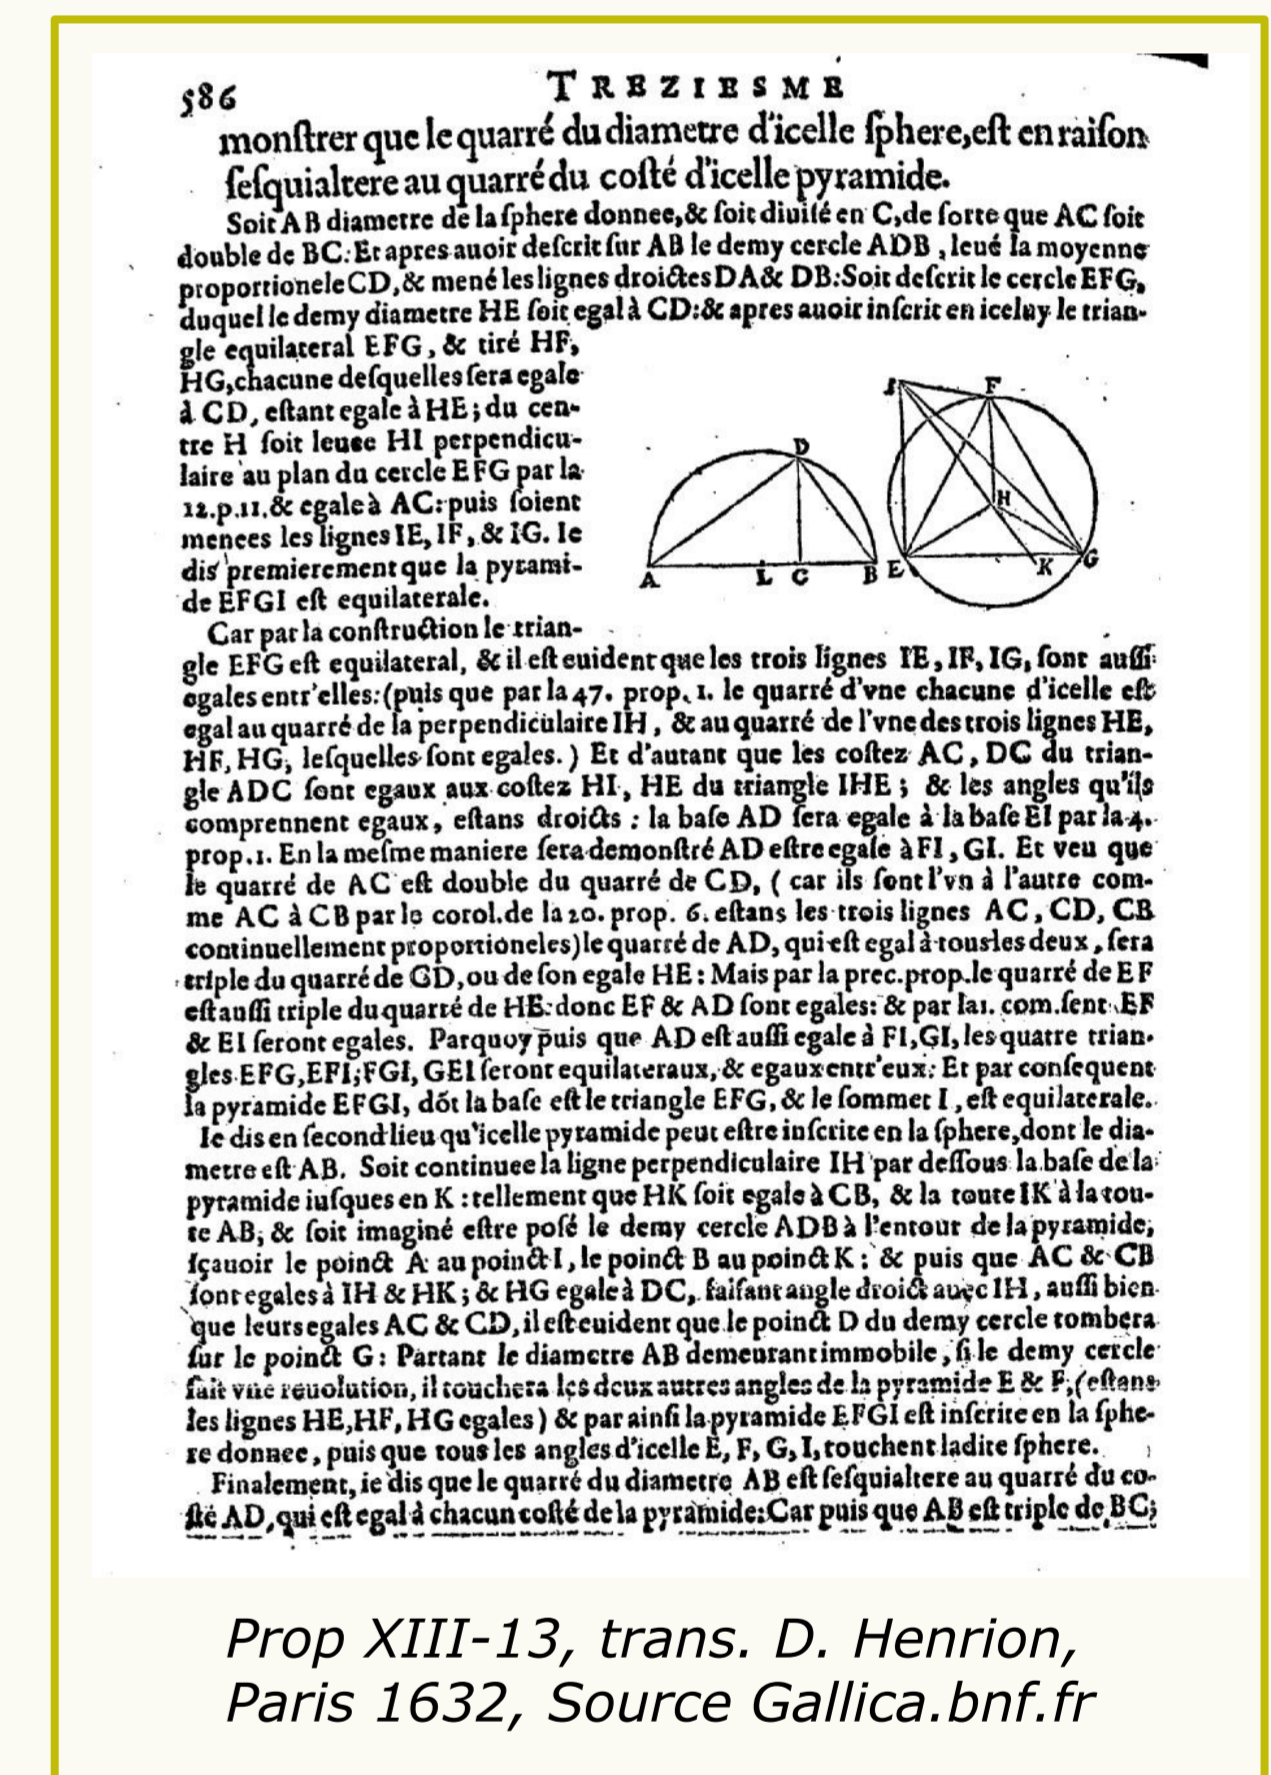 586
TREZIESME
monſtrer que le quarré du diametre d'icelle ſphere, eſt en raiſon
ſeſquialtere au quarré du coſté d'icelle pyramide.
Soit AB diametre de la ſphere donnee, & ſoit diuiſé en C, de ſorte que AC ſoit
double de BC: Et apres auoir deſcrit ſur AB le demy cercle ADB, leué la moyenne
proportionele CD, & mené les lignes droictes DA & DB: Soit deſcrit le cercle EFG,
duquel le demy diametre HE ſoit egal à CD: & apres auoir inſcrit en iceluy le trian-
gle equilateral EFG, & tiré HF,
HG, chacune deſquelles ſera egale
à CD, eſtant egale à HE; du cen-
tre H ſoit leuee HI perpendicu-
laire au plan du cercle EFG par la
12.p.11. & egale à AC: puis ſoient
menees les lignes IE, IF, & IG. Ie
dis premierement que la pyrami-
de EFGI eſt equilaterale.
I F D H A L C B E K G
Car par la conſtruction le trian-
gle EFG eſt equilateral, & il eſt euident que les trois lignes IE, IF, IG, ſont auſſi
egales entr'elles: (puis que par la 47. prop. 1. le quarré d'vne chacune d'icelle eſt
egal au quarré de la perpendiculaire IH, & au quarré de l'vne des trois lignes HE,
HF, HG, leſquelles ſont egales.) Et d'autant que les coſtez AC, DC du trian-
gle ADC ſont egaux aux coſtez HI, HE du triangle IHE; & les angles qu'ils
comprennent egaux, eſtans droicts: la baſe AD ſera egale à la baſe EI par la 4.
prop. 1. En la meſme maniere ſera demonſtré AD eſtre egale à FI, GI. Et veu que
le quarré de AC eſt double du quarré de CD, (car ils ſont l'vn à l'autre com-
me AC à CB par le corol. de la 20. prop. 6. eſtans les trois lignes AC, CD, CB
continuellement proportioneles) le quarré de AD, qui eſt egal à tous les deux, ſera
triple du quarré de CD, ou de ſon egale HE: Mais par la prec. prop. le quarré de EF
eſt auſſi triple du quarré de HE: donc EF & AD ſont egales: & par la 1. com. ſent. EF
& EI ſeront egales. Parquoy puis que AD eſt auſſi egale à FI, GI, les quatre trian-
gles EFG, EFI; FGI, GEI ſeront equilateraux, & egaux entr'eux: Et par conſequent
la pyramide EFGI, dõt la baſe eſt le triangle EFG, & le ſommet I, eſt equilaterale.
Ie dis en ſecond lieu qu'icelle pyramide peut eſtre inſcrite en la ſphere, dont le dia-
metre eſt AB. Soit continuee la ligne perpendiculaire IH par deſſous la baſe de la
pyramide iuſques en K: tellement que HK ſoit egale à CB, & la toute IK à la tou-
te AB; & ſoit imaginé eſtre poſé le demy cercle ADB à l'entour de la pyramide,
ſçauoir le poinct A au poinct I, le poinct B au poinct K: & puis que AC & CB
ſont egales à IH & HK; & HG egale à DC, faiſant angle droict auec IH, auſſi bien
que leurs egales AC & CD, il eſt euident que le poinct D du demy cercle tombera
ſur le poinct G: Partant le diametre AB demeurant immobile, ſi le demy cercle
fait vne reuolution, il touchera les deux autres angles de la pyramide E & F, (eſtans
les lignes HE, HF, HG egales) & par ainſi la pyramide EFGI eſt inſcrite en la ſphe-
re donnee, puis que tous les angles d'icelle E, F, G, I, touchent ladite ſphere.
Finalement, ie dis que le quarré du diametre AB eſt ſeſquialtere au quarré du co-
ſté AD, qui eſt egal à chacun coſté de la pyramide: Car puis que AB eſt triple de BC;
Prop XIII-13, trans. D. Henrion,
Paris 1632, Source Gallica.bnf.fr